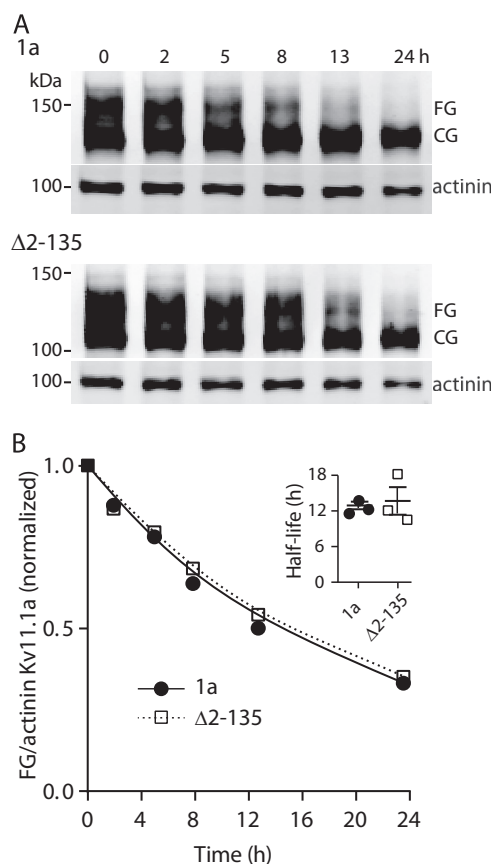 A
1a
0 2 5 8 13 24 h
kDa
150
FG
CG
100
actinin
Δ2-135
150
FG
CG
100
100
actinin
B
FG/actinin Kv11.1a (normalized)
1.0
0.5
0.0
0 4 8 12 16 20 24
Time (h)
1a
Δ2-135
Half-life (h)
18
12
6
0
1a
Δ2-135